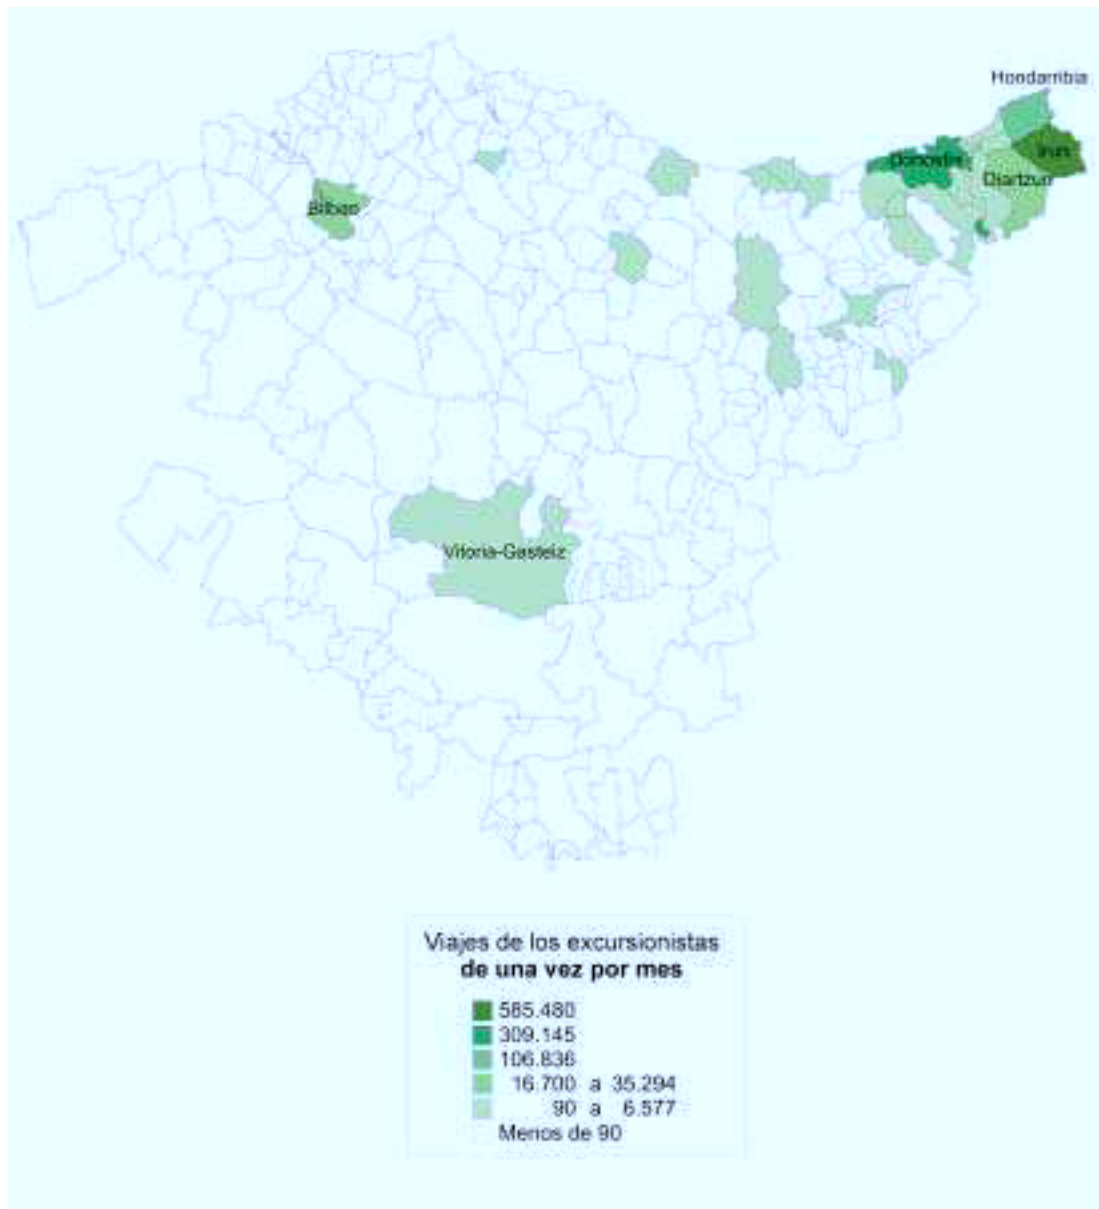 Hondarribia
Donostia
Irun
Oiartzun
Bilbao
Vitoria-Gasteiz
Viajes de los excursionistas
de una vez por mes
585.480
309.145
106.836
16.700 a 35.294
90 a 6.577
Menos de 90